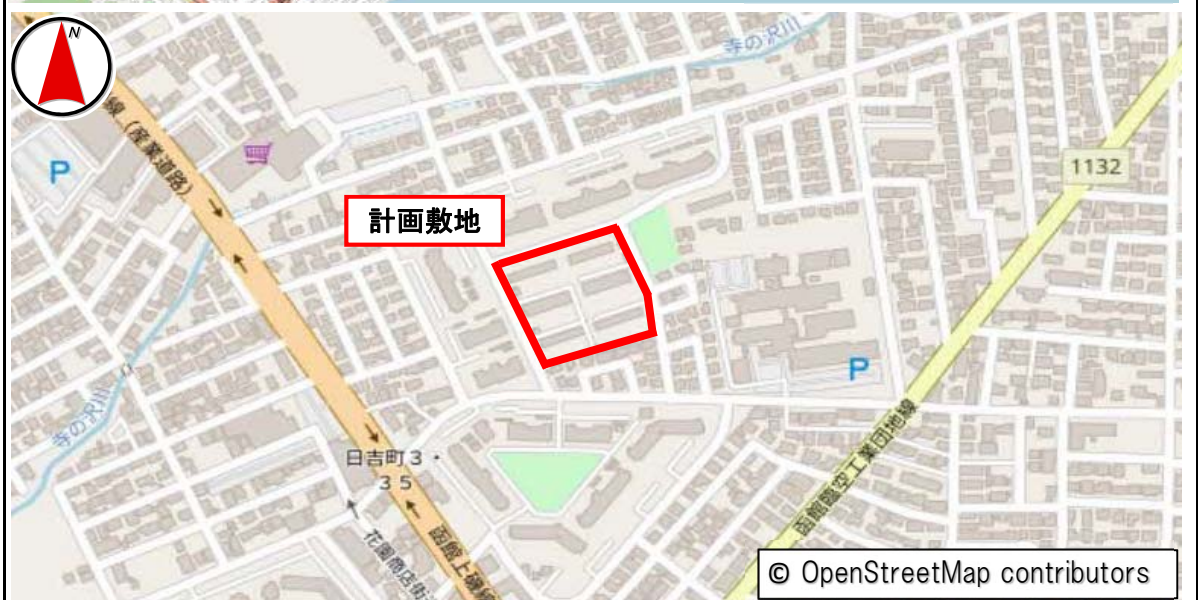 N
寺の沢川
線（産業道路）
P
1132
計画敷地
寺の沢川
P
日吉町3・
35
函館臨空工業団地線
花園商店街
函館上磯線
© OpenStreetMap contributors